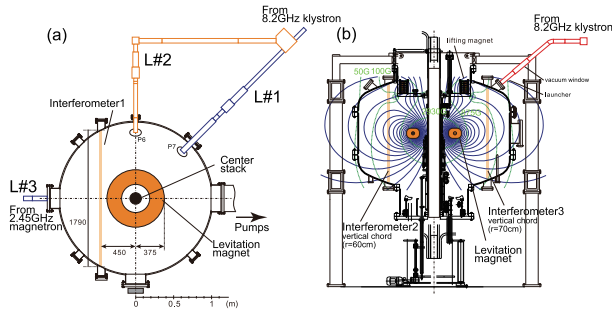 (a)
From
8.2GHz klystron
L#2
L#1
Interferometer1
P6
P7
Center
stack
L#3
From
2.45GHz
magnetron
1790
450
375
Pumps
Levitation
magnet
0
0.5
1
(m)
(b)
From
8.2GHz klystron
lifting magnet
50G
100G
vacuum window
launcher
Interferometer2
vertical chord
(r=60cm)
Interferometer3
vertical chord
(r=70cm)
Levitation
magnet